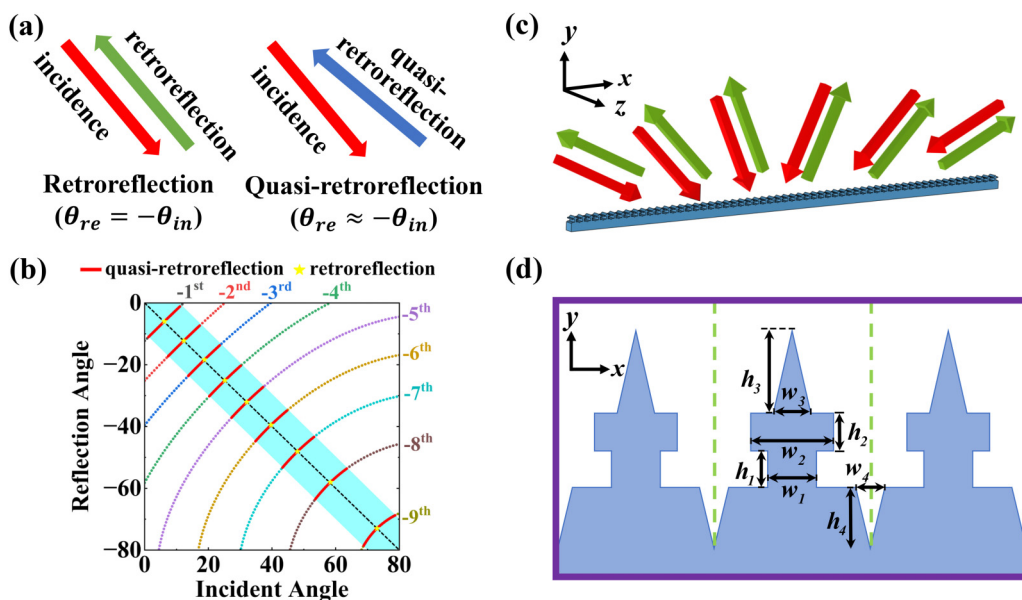 (a)
incidence
retroreflection
Retroreflection
(θre = −θin)
incidence
quasi-
retroreflection
Quasi-retroreflection
(θre ≈ −θin)
(b)
quasi-retroreflection
retroreflection
-1st
-2nd
-3rd
-4th
-5th
-6th
-7th
-8th
-9th
Reflection Angle
0
−20
−40
−60
−80
0 20 40 60 80
Incident Angle
(c)
y
x
z
(d)
y
x
h3
w3
h2
w2
h1
w1
w4
h4